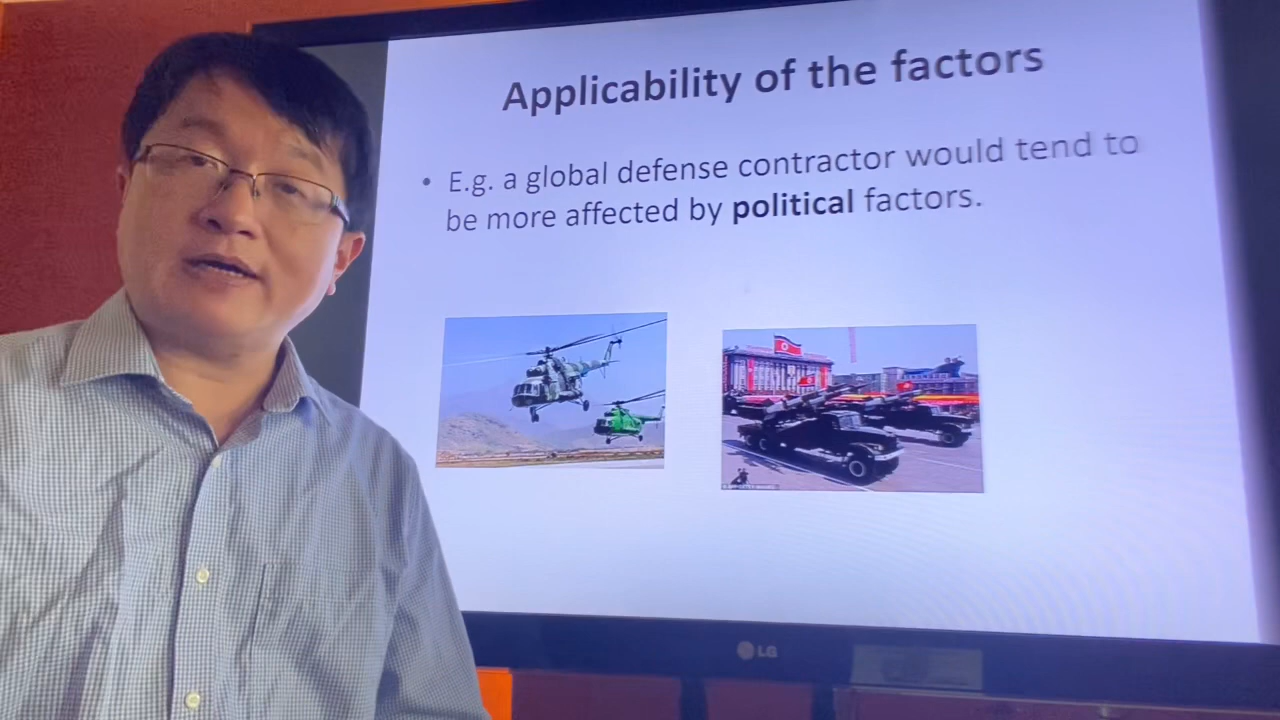 Applicability of the factors
• E.g. a global defense contractor would tend to
be more affected by political factors.
LG